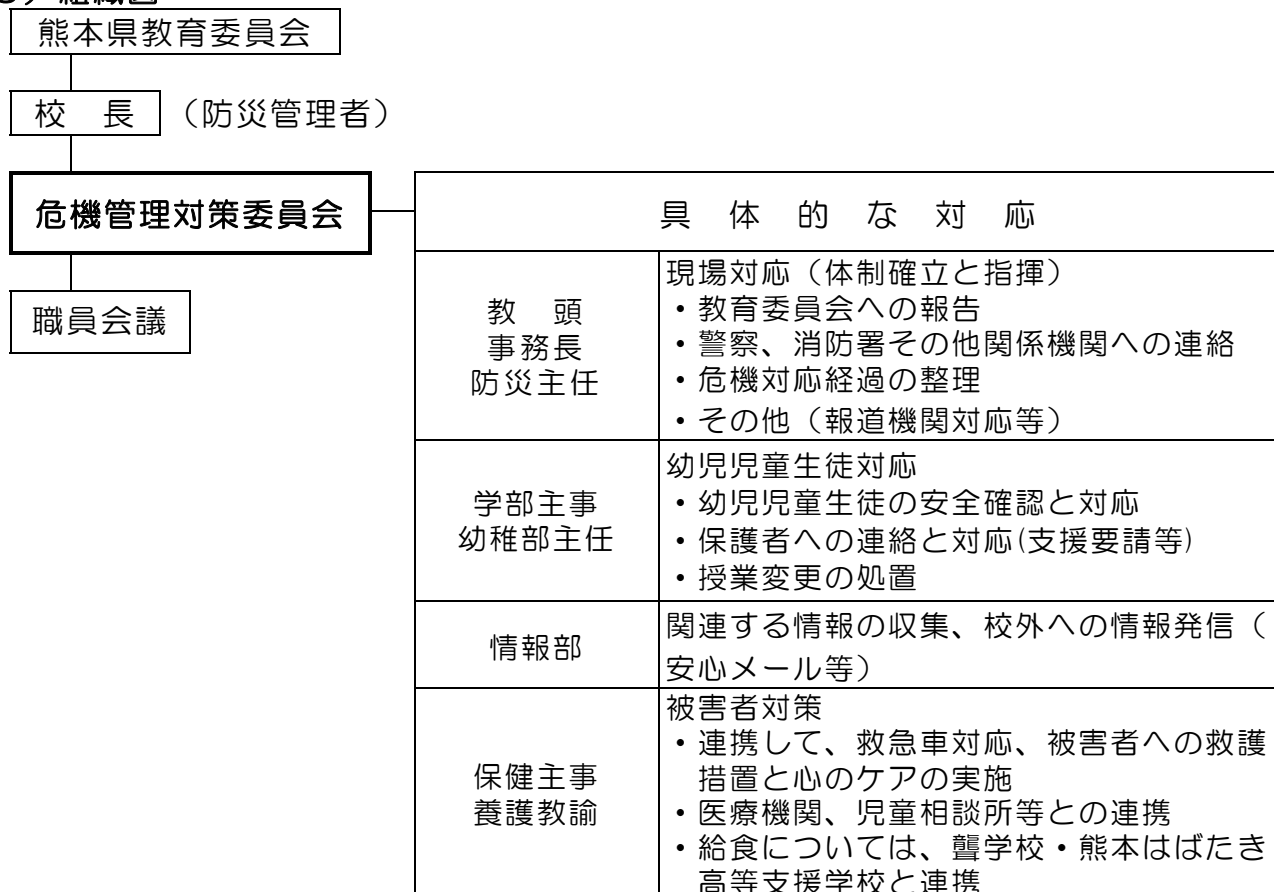 熊本県教育委員会
校　長　（防災管理者）
危機管理対策委員会
職員会議
具　体　的　な　対　応
教　頭
事務長
防災主任
現場対応（体制確立と指揮）
・教育委員会への報告
・警察、消防署その他関係機関への連絡
・危機対応経過の整理
・その他（報道機関対応等）
学部主事
幼稚部主任
幼児児童生徒対応
・幼児児童生徒の安全確認と対応
・保護者への連絡と対応(支援要請等)
・授業変更の処置
情報部
関連する情報の収集、校外への情報発信（
安心メール等）
保健主事
養護教諭
被害者対策
・連携して、救急車対応、被害者への救護
措置と心のケアの実施
・医療機関、児童相談所等との連携
・給食については、聾学校・熊本はばたき
高等支援学校と連携